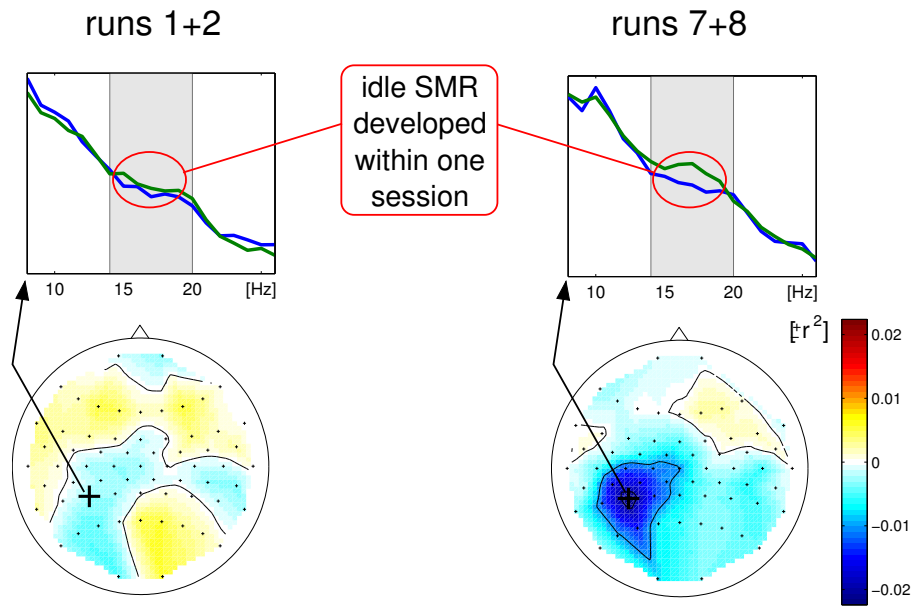 runs 1+2
runs 7+8
idle SMR
developed
within one
session
10 15 20 [Hz]
10 15 20 [Hz]
[±r²]
0.02
0.01
0
−0.01
−0.02